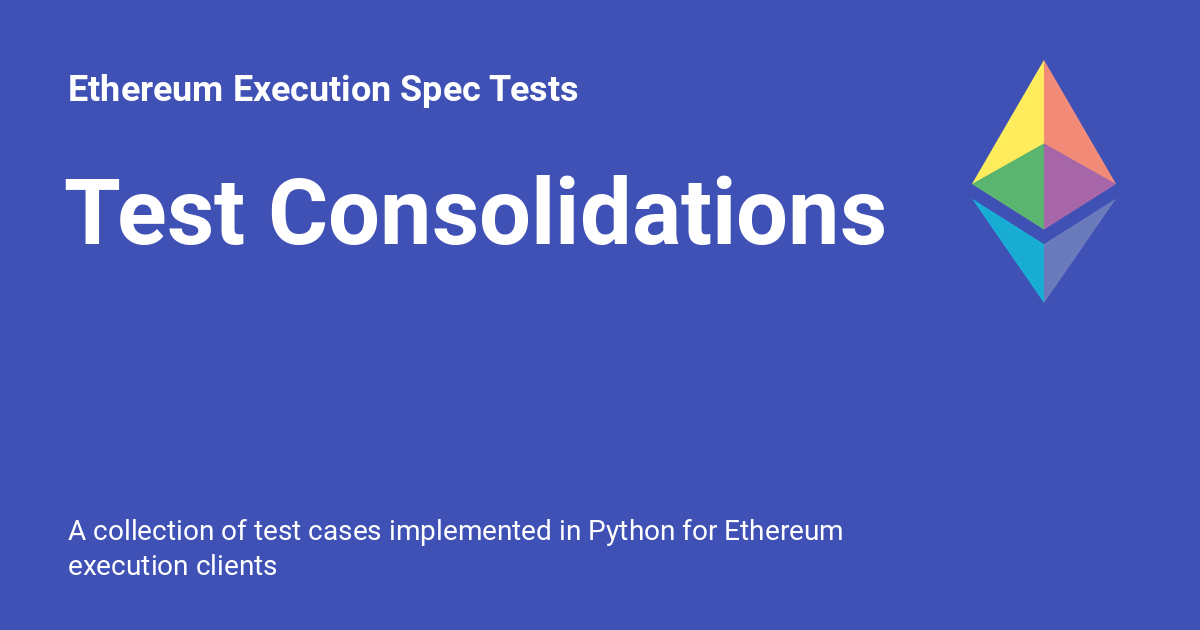 Ethereum Execution Spec Tests
Test Consolidations
A collection of test cases implemented in Python for Ethereum
execution clients